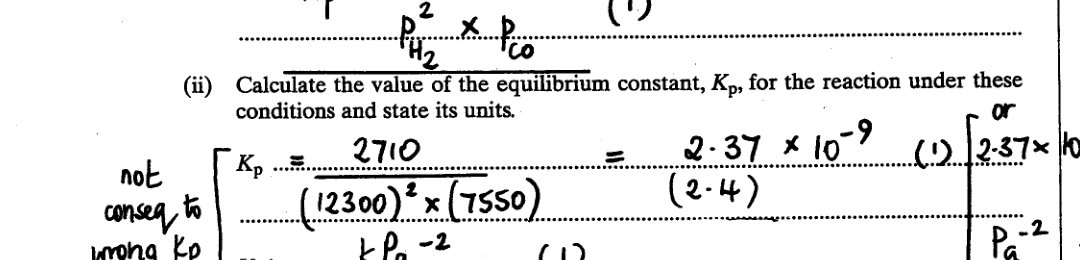 (1)
p²H₂ × pCO
(ii) Calculate the value of the equilibrium constant, Kp, for the reaction under these
conditions and state its units.
or
Kp = 2710 / (12300)² × (7550) = 2.37 × 10⁻⁹ (1) [2.37 × 10
(2.4)
not
conseq to
wrong Kp
kPa⁻² (1)
Pa⁻²